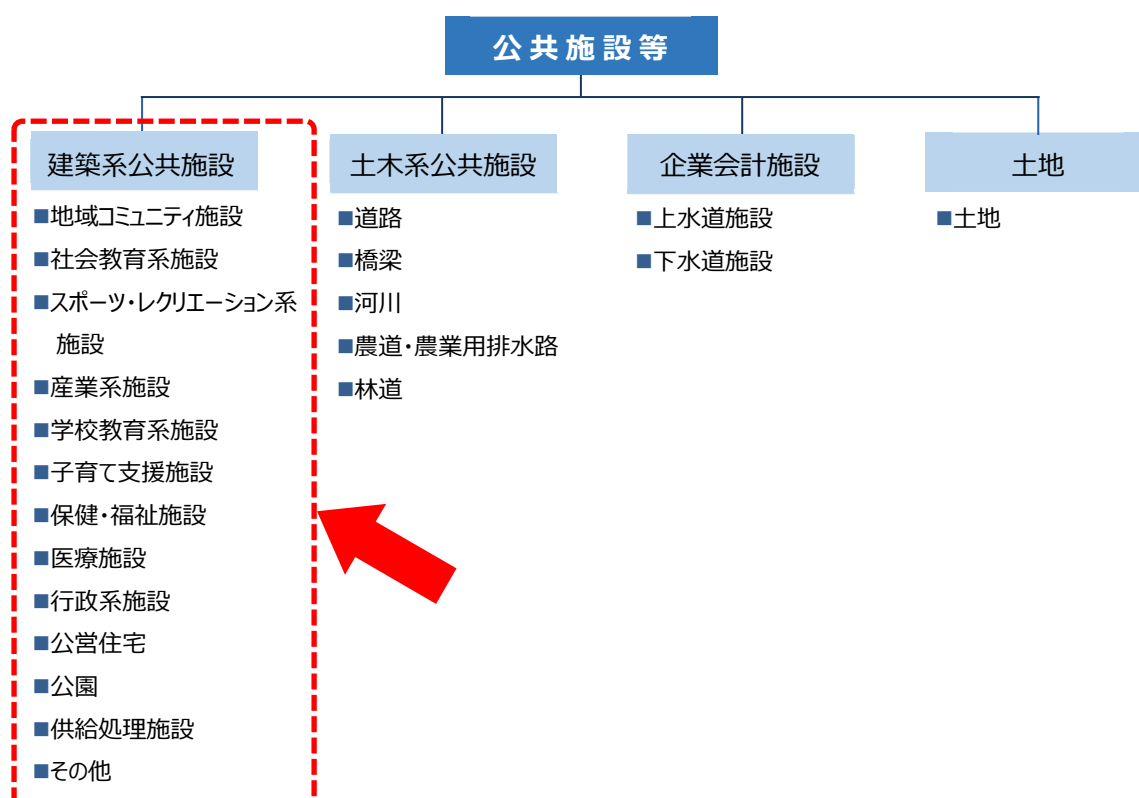 公共施設等
建築系公共施設
■地域コミュニティ施設
■社会教育系施設
■スポーツ・レクリエーション系
施設
■産業系施設
■学校教育系施設
■子育て支援施設
■保健・福祉施設
■医療施設
■行政系施設
■公営住宅
■公園
■供給処理施設
■その他
土木系公共施設
■道路
■橋梁
■河川
■農道・農業用排水路
■林道
企業会計施設
■上水道施設
■下水道施設
土地
■土地